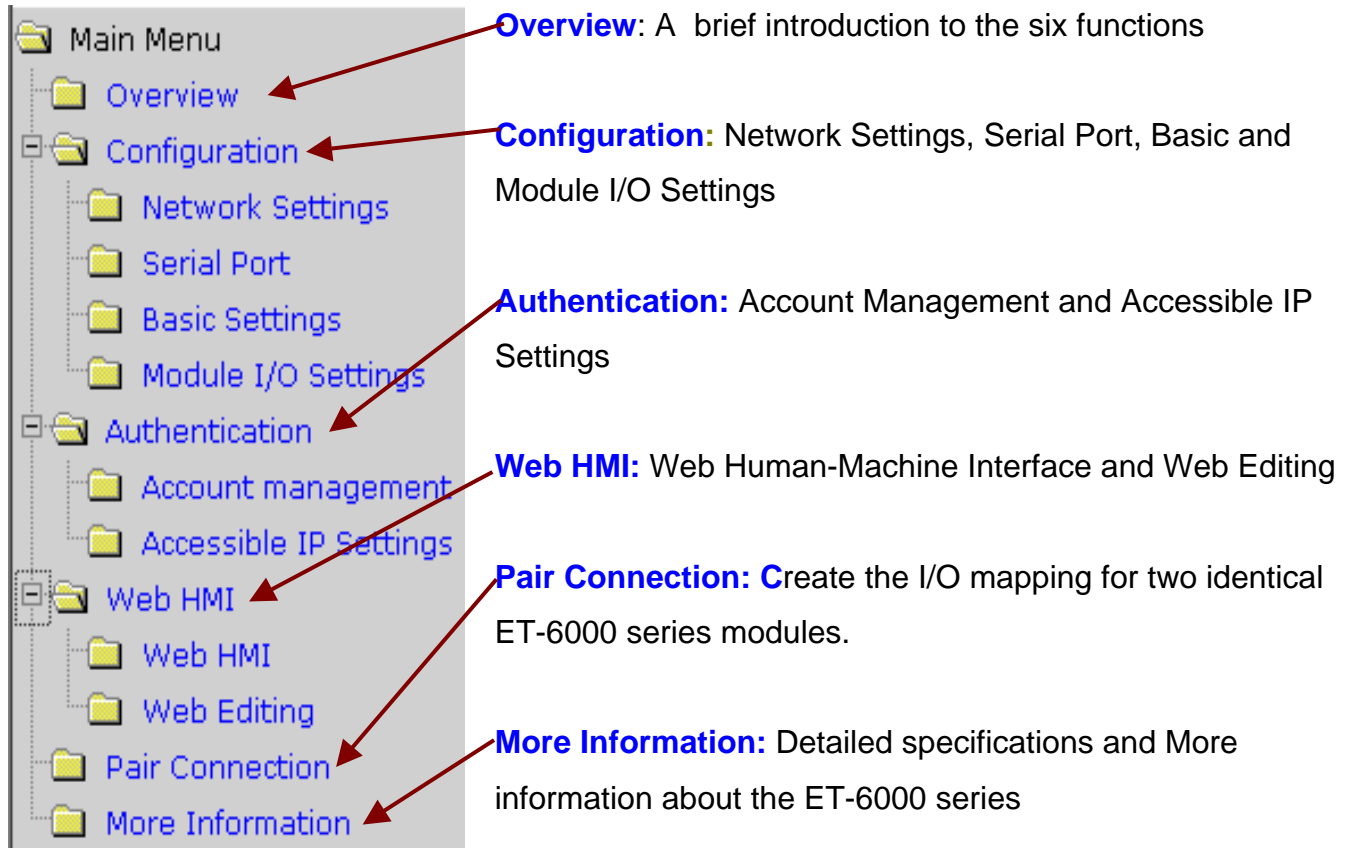 Main Menu
Overview
Configuration
Network Settings
Serial Port
Basic Settings
Module I/O Settings
Authentication
Account management
Accessible IP Settings
Web HMI
Web HMI
Web Editing
Pair Connection
More Information
Overview: A brief introduction to the six functions
Configuration: Network Settings, Serial Port, Basic and
Module I/O Settings
Authentication: Account Management and Accessible IP
Settings
Web HMI: Web Human-Machine Interface and Web Editing
Pair Connection: Create the I/O mapping for two identical
ET-6000 series modules.
More Information: Detailed specifications and More
information about the ET-6000 series